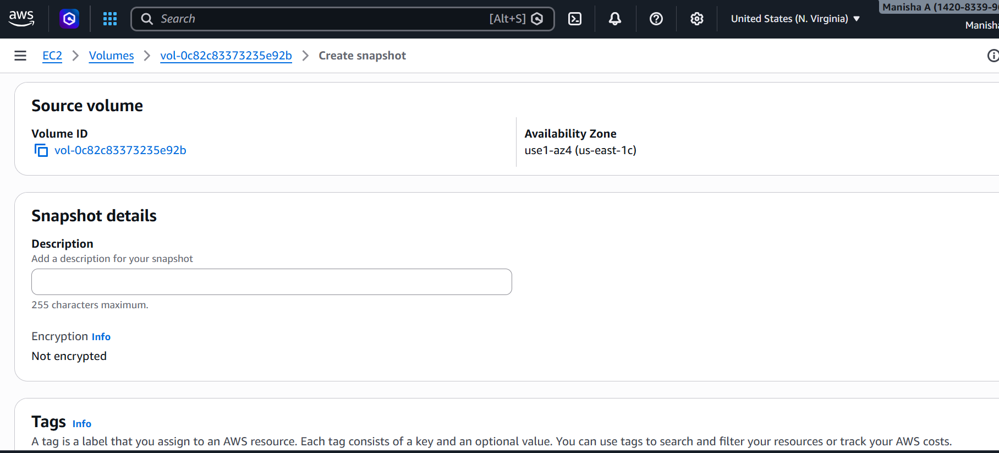 aws
Search [Alt+S]
United States (N. Virginia)
Manisha A (1420-8339-9
Manisha
EC2 Volumes vol-0c82c83373235e92b Create snapshot
Source volume
Volume ID
vol-0c82c83373235e92b
Availability Zone
use1-az4 (us-east-1c)
Snapshot details
Description
Add a description for your snapshot
255 characters maximum.
Encryption Info
Not encrypted
Tags Info
A tag is a label that you assign to an AWS resource. Each tag consists of a key and an optional value. You can use tags to search and filter your resources or track your AWS costs.